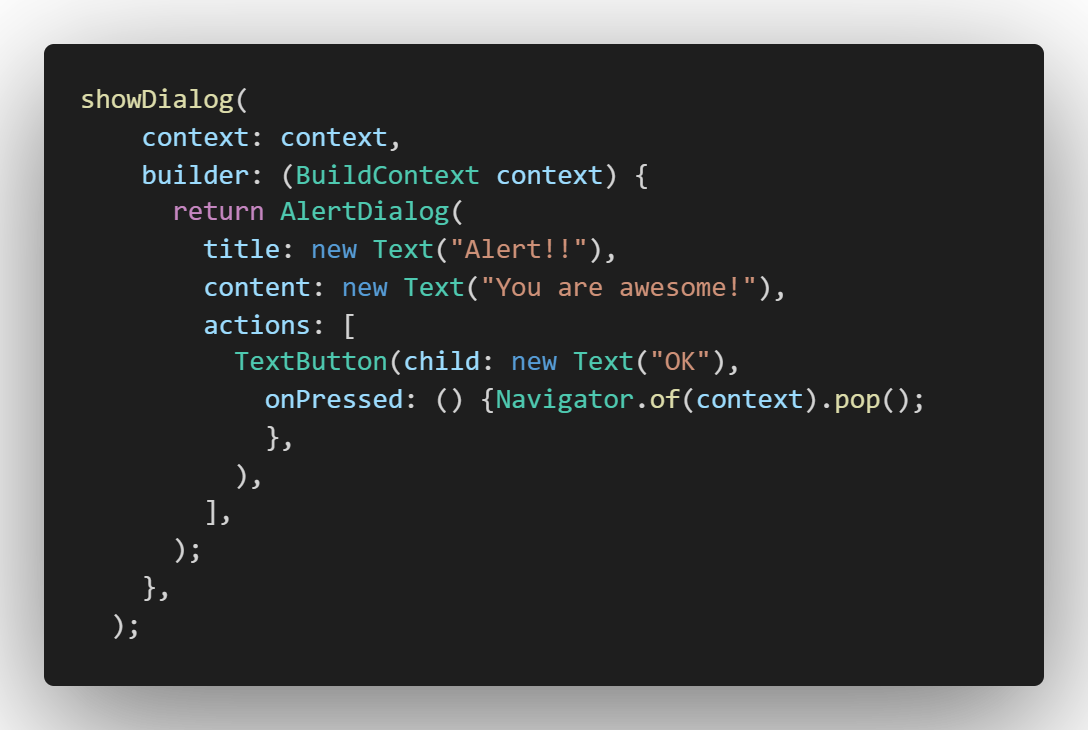 showDialog(
    context: context,
    builder: (BuildContext context) {
      return AlertDialog(
        title: new Text("Alert!!"),
        content: new Text("You are awesome!"),
        actions: [
          TextButton(child: new Text("OK"),
            onPressed: () {Navigator.of(context).pop();
            },
          ),
        ],
      );
    },
  );